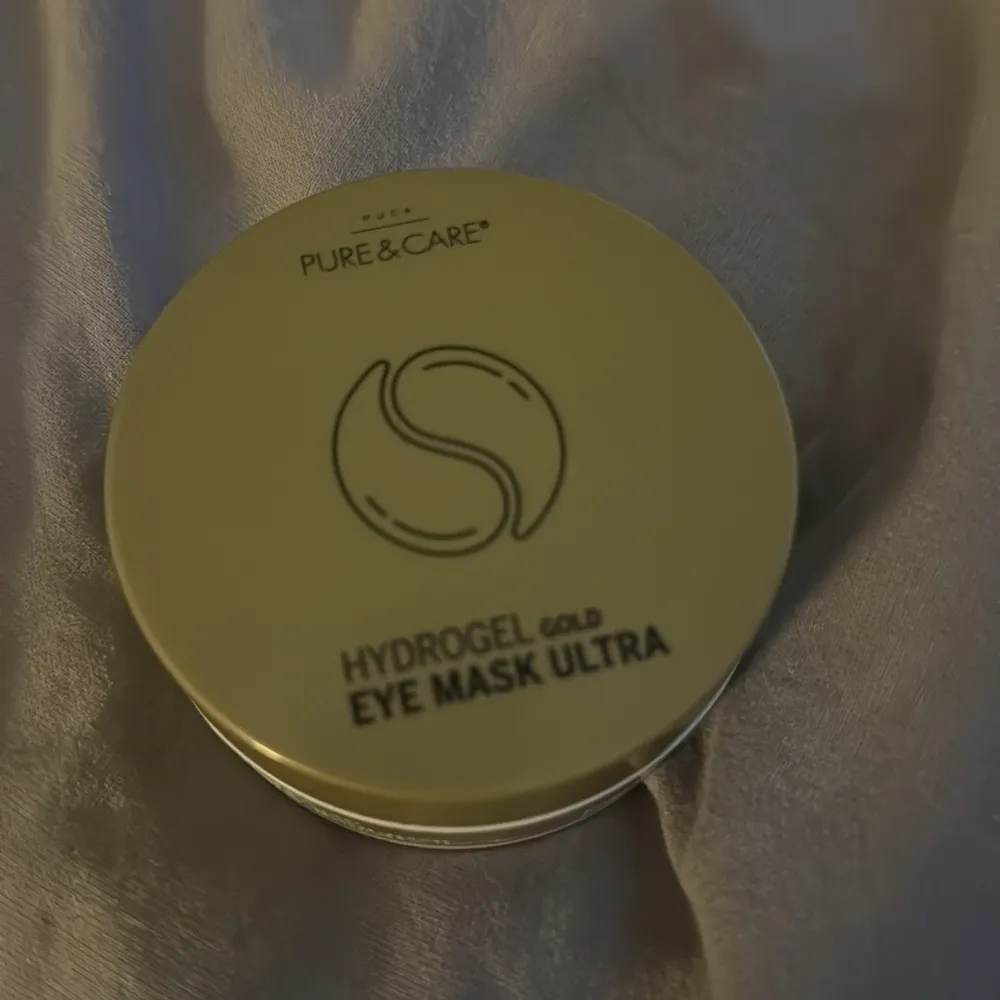 PUCA
PURE&CARE®
HYDROGEL GOLD
EYE MASK ULTRA